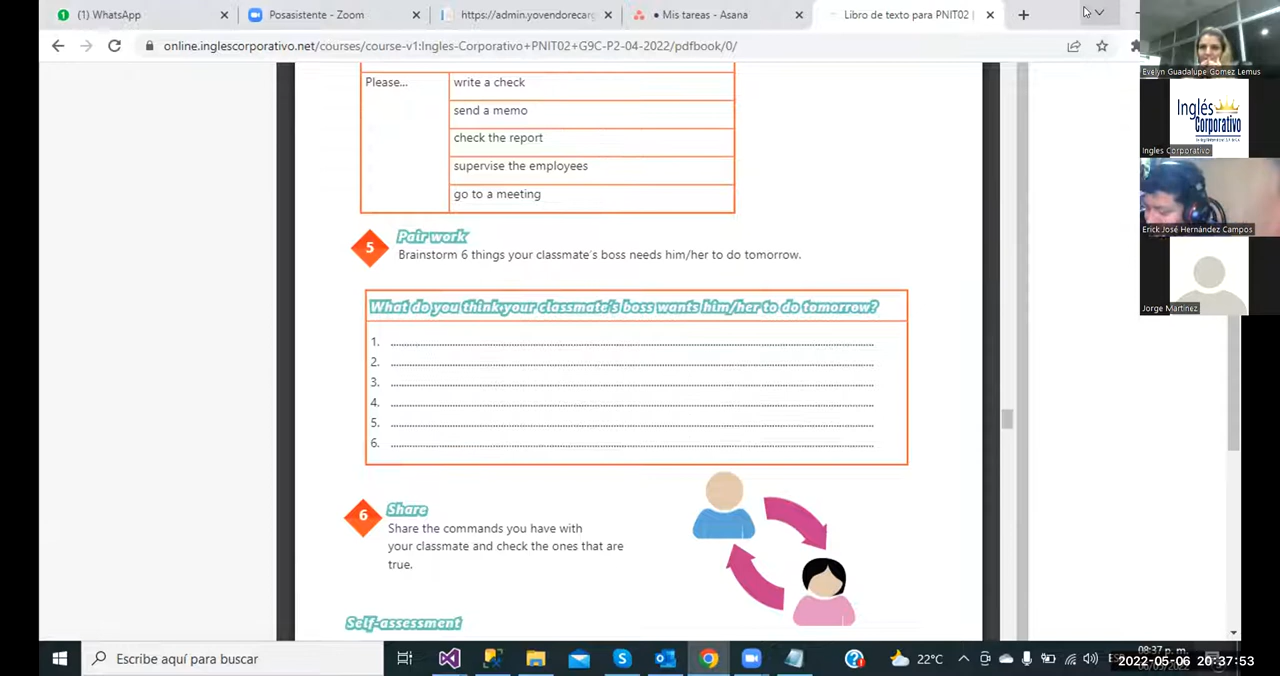 (1) WhatsApp
Posasistente - Zoom
https://admin.yovendorecarg
Mis tareas - Asana
Libro de texto para PNIT02 |
online.inglescorporativo.net/courses/course-v1:Ingles-Corporativo+PNIT02+G9C-P2-04-2022/pdfbook/0/
Evelyn Guadalupe Gomez Lemus
Inglés
Corporativo
Ingles Corporativo
Erick José Hernández Campos
Jorge Martinez
Please...
write a check
send a memo
check the report
supervise the employees
go to a meeting
5
Pair work
Brainstorm 6 things your classmate's boss needs him/her to do tomorrow.
What do you think your classmate's boss wants him/her to do tomorrow?
1. ........................................
2. ........................................
3. ........................................
4. ........................................
5. ........................................
6. ........................................
6
Share
Share the commands you have with
your classmate and check the ones that are
true.
Self-assessment
Escribe aquí para buscar
22°C
08:37 p. m.
2022-05-06 20:37:53